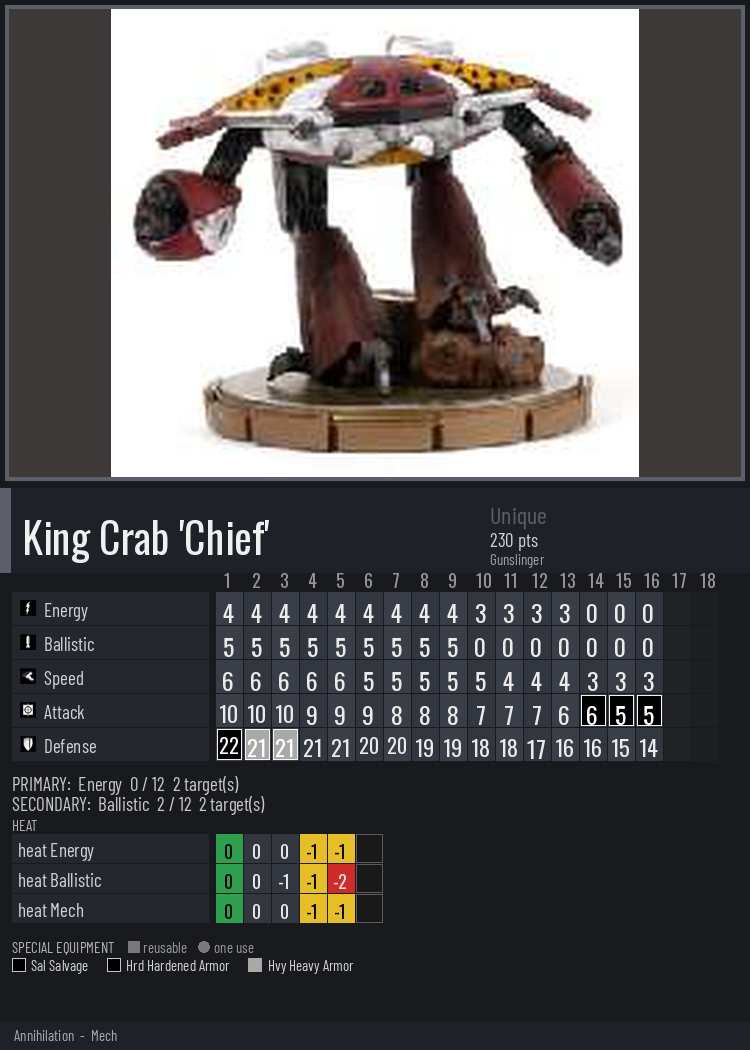 King Crab 'Chief'
Unique
230 pts
Gunslinger
1 2 3 4 5 6 7 8 9 10 11 12 13 14 15 16 17 18
Energy 4 4 4 4 4 4 4 4 4 3 3 3 3 0 0 0
Ballistic 5 5 5 5 5 5 5 5 5 0 0 0 0 0 0 0
Speed 6 6 6 6 6 5 5 5 5 5 4 4 4 3 3 3
Attack 10 10 10 9 9 9 8 8 8 7 7 7 6 6 5 5
Defense 22 21 21 21 21 20 20 19 19 18 18 17 16 16 15 14
PRIMARY: Energy 0 / 12 2 target(s)
SECONDARY: Ballistic 2 / 12 2 target(s)
HEAT
heat Energy 0 0 0 -1 -1
heat Ballistic 0 0 -1 -1 -2
heat Mech 0 0 0 -1 -1
SPECIAL EQUIPMENT reusable one use
Sal Salvage Hrd Hardened Armor Hvy Heavy Armor
Annihilation - Mech